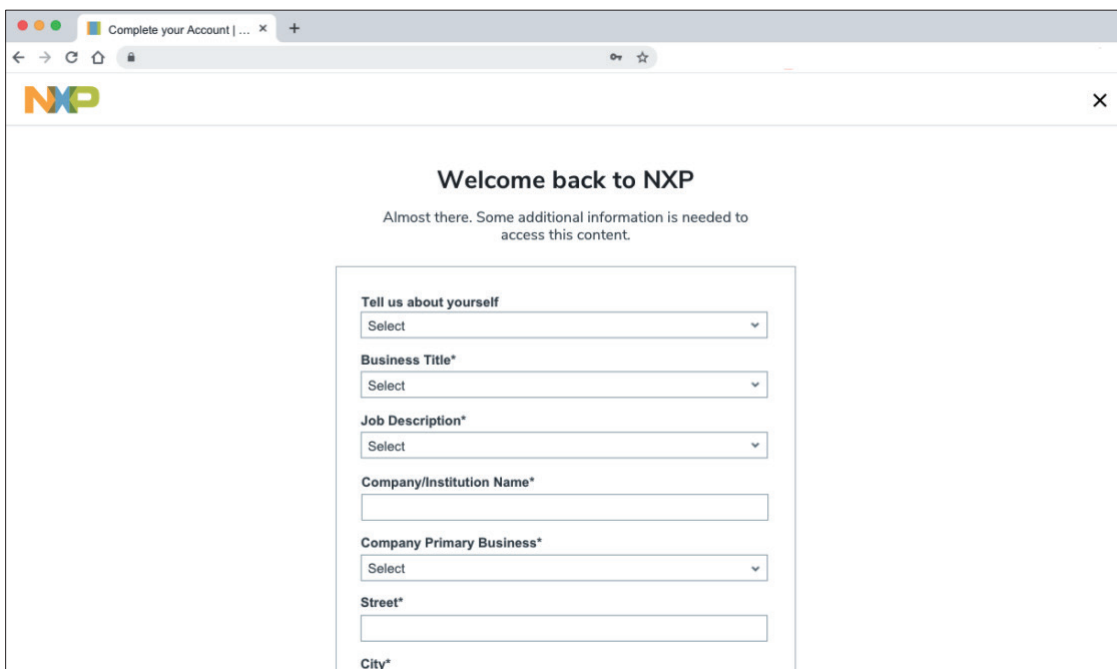 Complete your Account | ...
NXP
Welcome back to NXP
Almost there. Some additional information is needed to
access this content.
Tell us about yourself
Select
Business Title*
Select
Job Description*
Select
Company/Institution Name*
Company Primary Business*
Select
Street*
City*